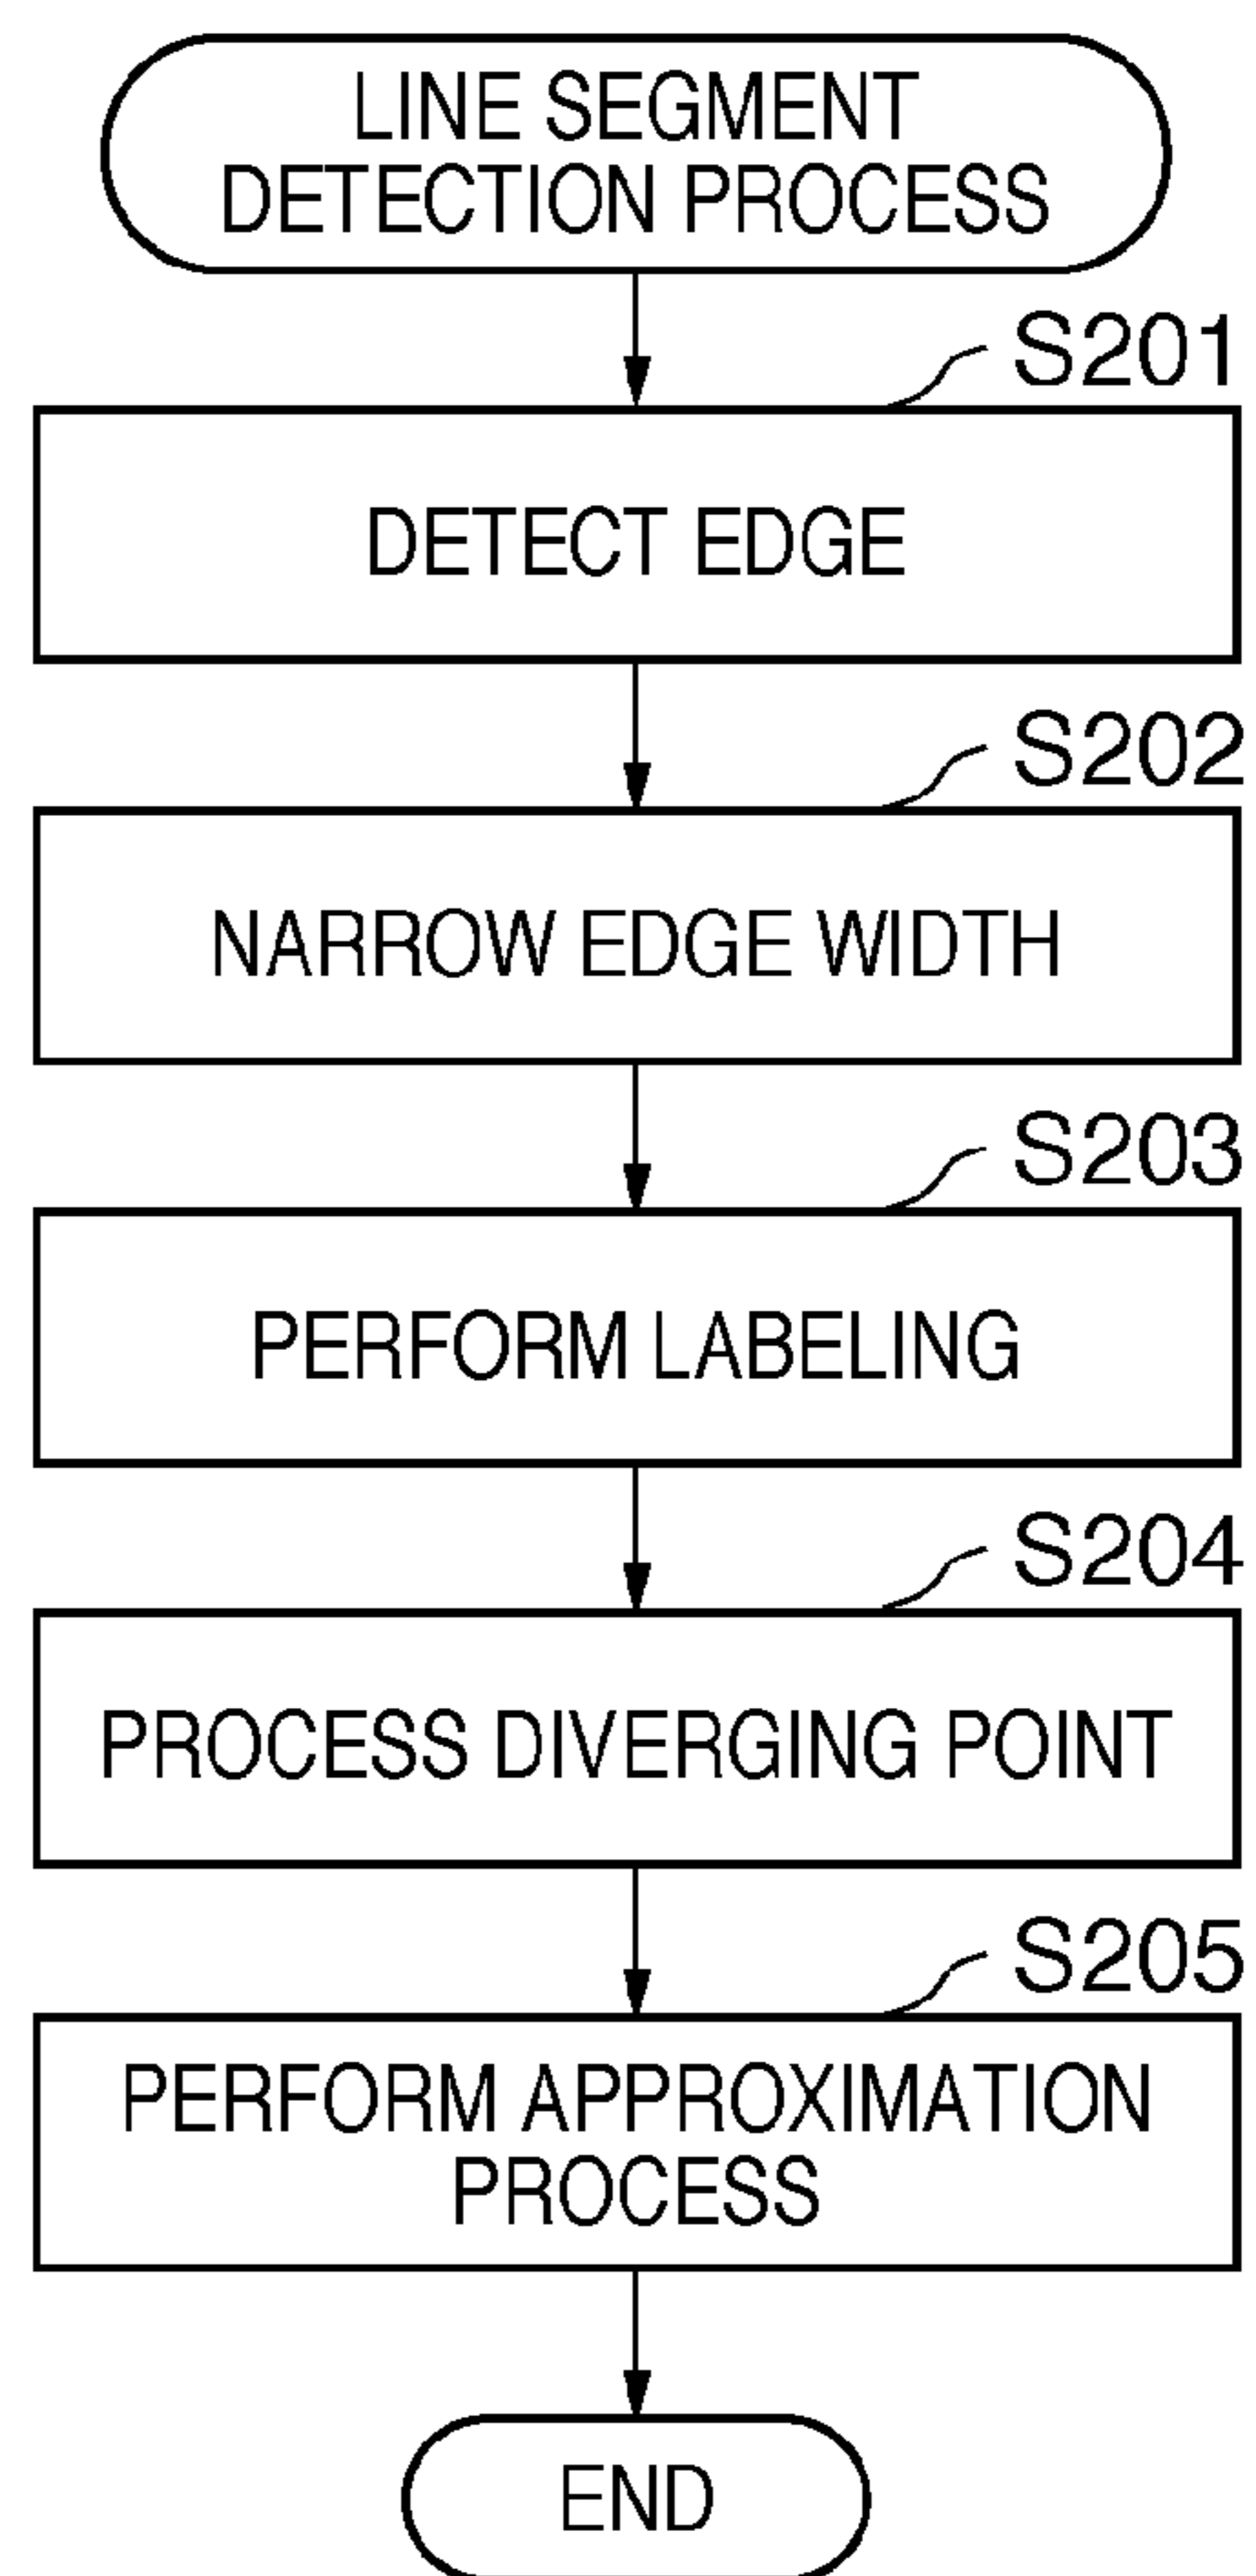 LINE SEGMENT
DETECTION PROCESS
S201
DETECT EDGE
S202
NARROW EDGE WIDTH
S203
PERFORM LABELING
S204
PROCESS DIVERGING POINT
S205
PERFORM APPROXIMATION
PROCESS
END